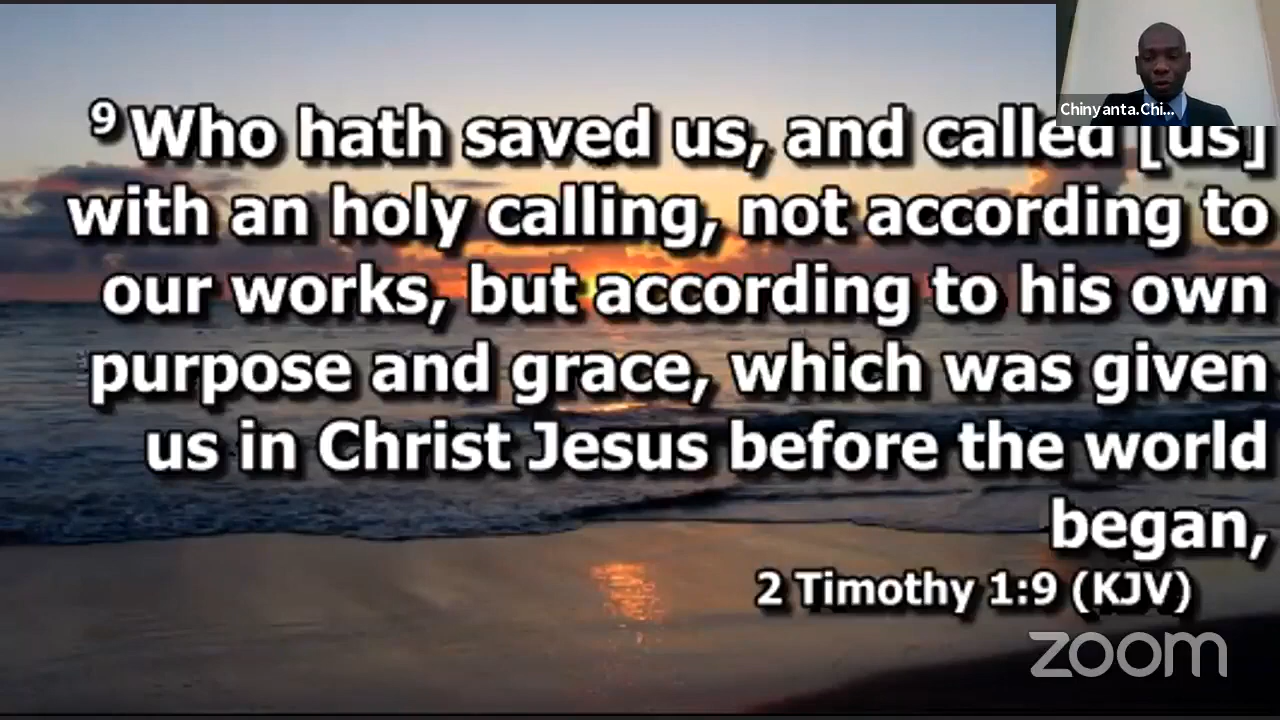 Chinyanta.Chi...
9 Who hath saved us, and called [us]
with an holy calling, not according to
our works, but according to his own
purpose and grace, which was given
us in Christ Jesus before the world
began,
2 Timothy 1:9 (KJV)
zoom